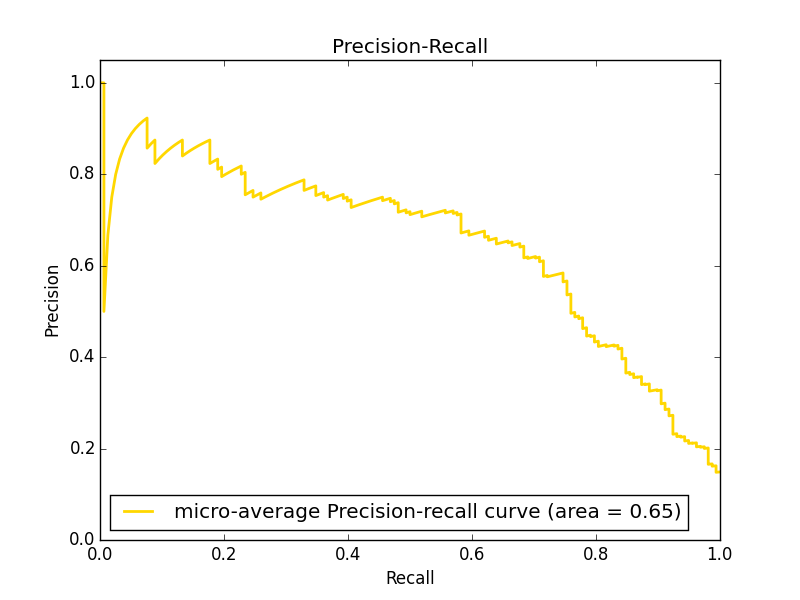 Precision-Recall
1.0
0.8
0.6
0.4
0.2
0.0
Precision
micro-average Precision-recall curve (area = 0.65)
0.0 0.2 0.4 0.6 0.8 1.0
Recall